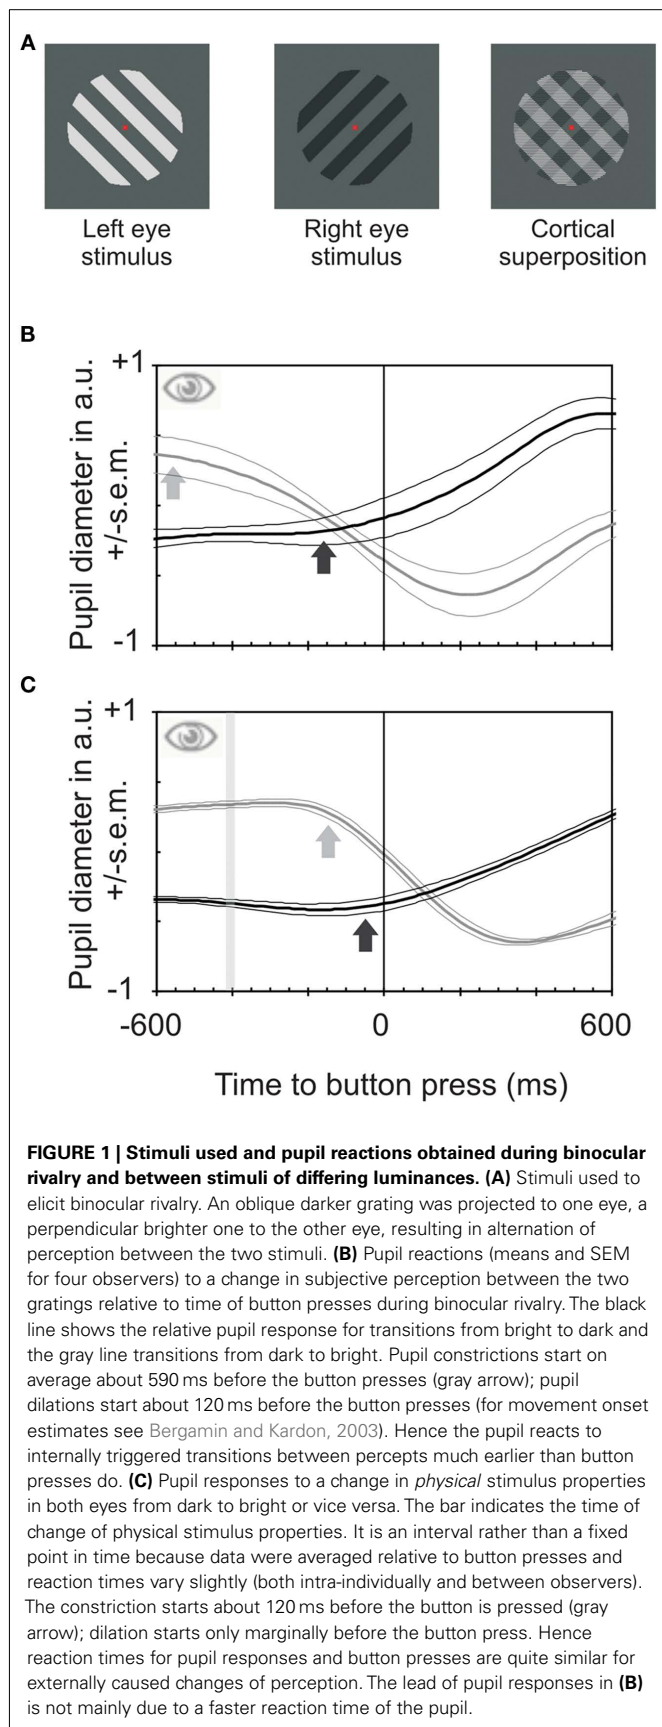 A
Left eye
stimulus
Right eye
stimulus
Cortical
superposition
B
+1
Pupil diameter in a.u.
+/-s.e.m.
-1
C
+1
Pupil diameter in a.u.
+/-s.e.m.
-1
-600
0
600
Time to button press (ms)
FIGURE 1 | Stimuli used and pupil reactions obtained during binocular
rivalry and between stimuli of differing luminances. (A) Stimuli used to
elicit binocular rivalry. An oblique darker grating was projected to one eye, a
perpendicular brighter one to the other eye, resulting in alternation of
perception between the two stimuli. (B) Pupil reactions (means and SEM
for four observers) to a change in subjective perception between the two
gratings relative to time of button presses during binocular rivalry. The black
line shows the relative pupil response for transitions from bright to dark and
the gray line transitions from dark to bright. Pupil constrictions start on
average about 590 ms before the button presses (gray arrow); pupil
dilations start about 120 ms before the button presses (for movement onset
estimates see Bergamin and Kardon, 2003). Hence the pupil reacts to
internally triggered transitions between percepts much earlier than button
presses do. (C) Pupil responses to a change in physical stimulus properties
in both eyes from dark to bright or vice versa. The bar indicates the time of
change of physical stimulus properties. It is an interval rather than a fixed
point in time because data were averaged relative to button presses and
reaction times vary slightly (both intra-individually and between observers).
The constriction starts about 120 ms before the button is pressed (gray
arrow); dilation starts only marginally before the button press. Hence
reaction times for pupil responses and button presses are quite similar for
externally caused changes of perception. The lead of pupil responses in (B)
is not mainly due to a faster reaction time of the pupil.